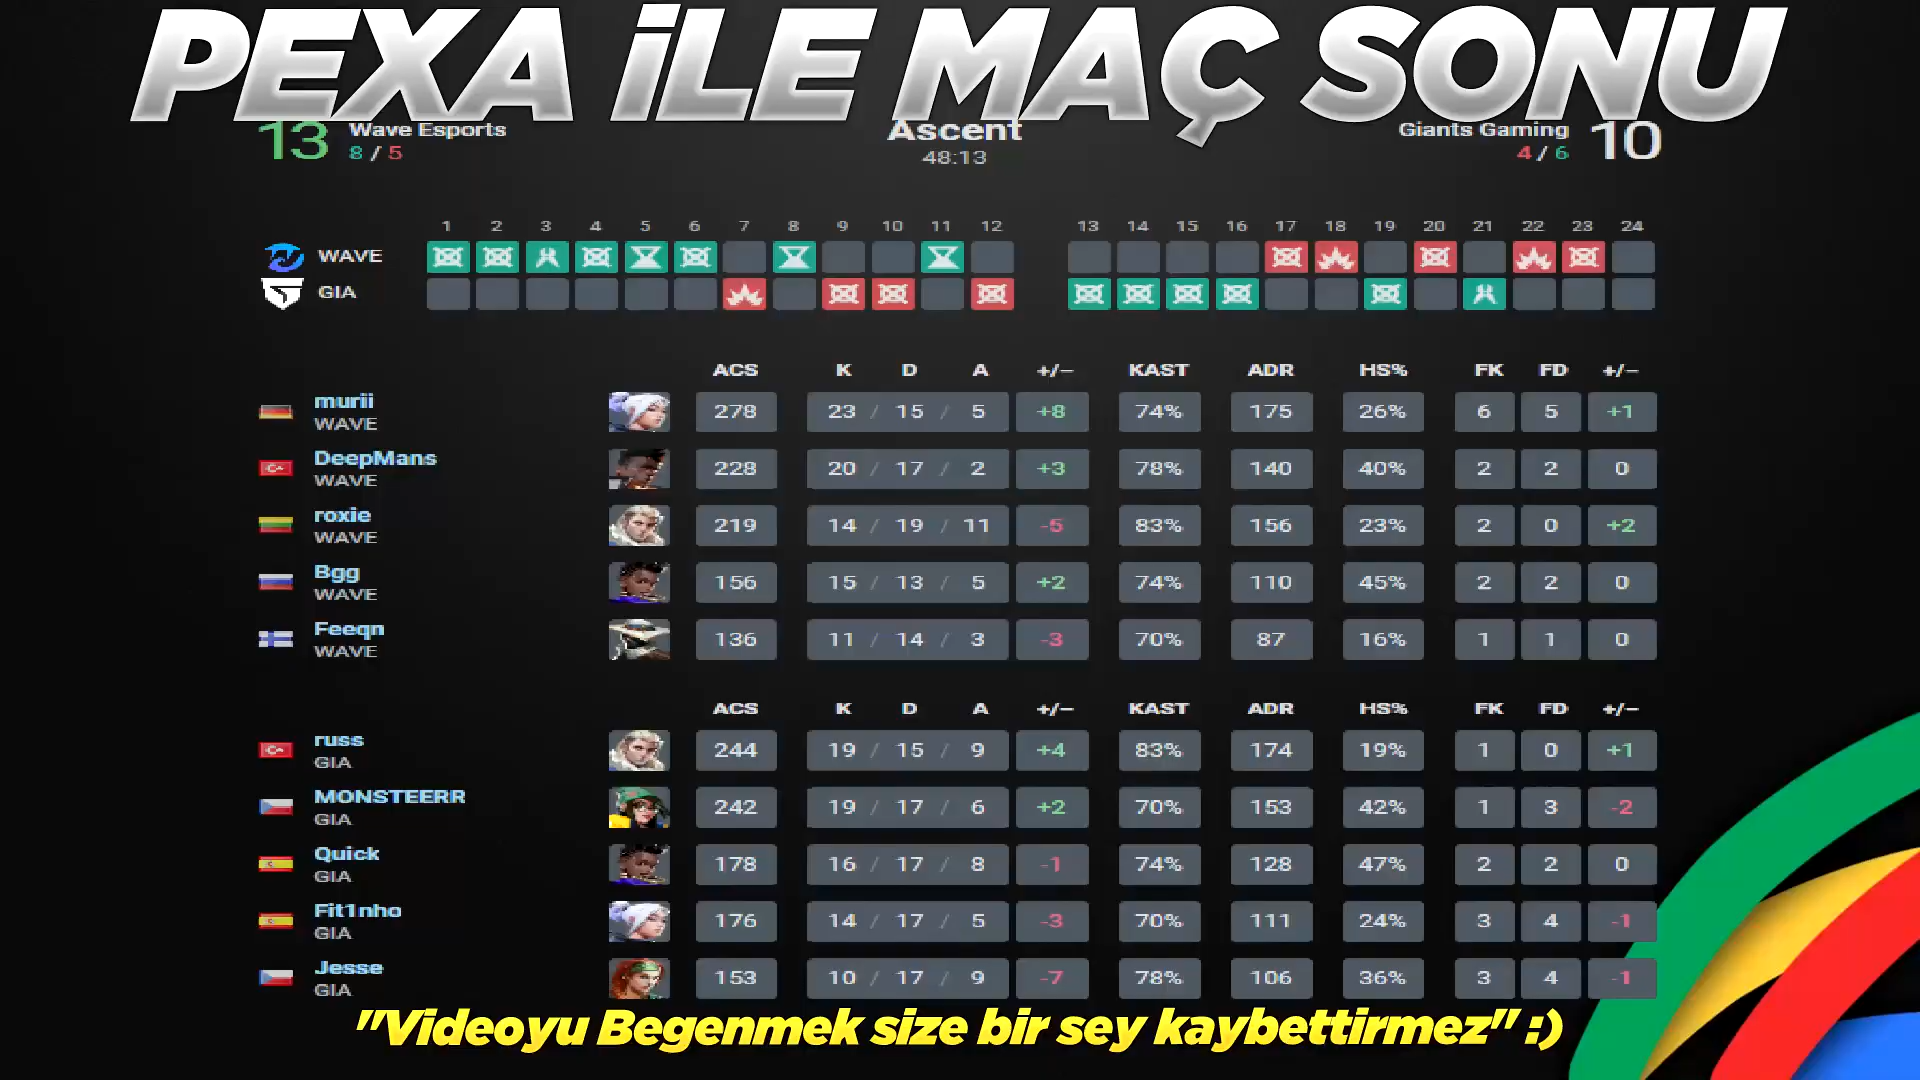 PEXA iLE MAÇ SONU
13 Wave Esports Ascent Giants Gaming 10
8 / 5 48:13 4 / 6
1 2 3 4 5 6 7 8 9 10 11 12 13 14 15 16 17 18 19 20 21 22 23 24
WAVE
GIA
ACS K D A +/– KAST ADR HS% FK FD +/–
murii
WAVE
278 23 / 15 / 5 +8 74% 175 26% 6 5 +1
DeepMans
WAVE
228 20 / 17 / 2 +3 78% 140 40% 2 2 0
roxie
WAVE
219 14 / 19 / 11 -5 83% 156 23% 2 0 +2
Bgg
WAVE
156 15 / 13 / 5 +2 74% 110 45% 2 2 0
Feeqn
WAVE
136 11 / 14 / 3 -3 70% 87 16% 1 1 0
ACS K D A +/– KAST ADR HS% FK FD +/–
russ
GIA
244 19 / 15 / 9 +4 83% 174 19% 1 0 +1
MONSTEERR
GIA
242 19 / 17 / 6 +2 70% 153 42% 1 3 -2
Quick
GIA
178 16 / 17 / 8 -1 74% 128 47% 2 2 0
Fit1nho
GIA
176 14 / 17 / 5 -3 70% 111 24% 3 4 -1
Jesse
GIA
153 10 / 17 / 9 -7 78% 106 36% 3 4 -1
"Videoyu Begenmek size bir sey kaybettirmez" :)